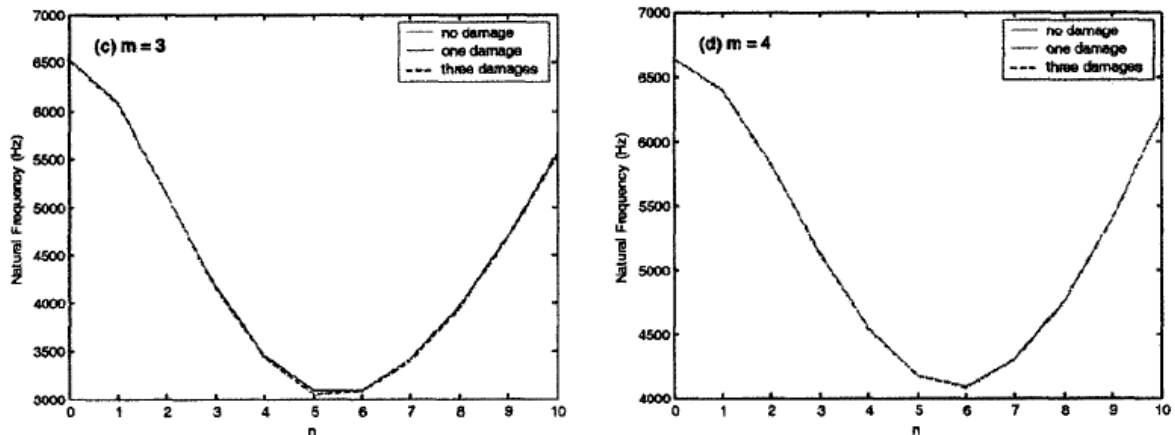 (c) m = 3
no damage
one damage
three damages
7000
6500
6000
5500
5000
4500
4000
3500
3000
0 1 2 3 4 5 6 7 8 9 10
Natural Frequency (Hz)
n
(d) m = 4
no damage
one damage
three damages
7000
6500
6000
5500
5000
4500
4000
0 1 2 3 4 5 6 7 8 9 10
Natural Frequency (Hz)
n